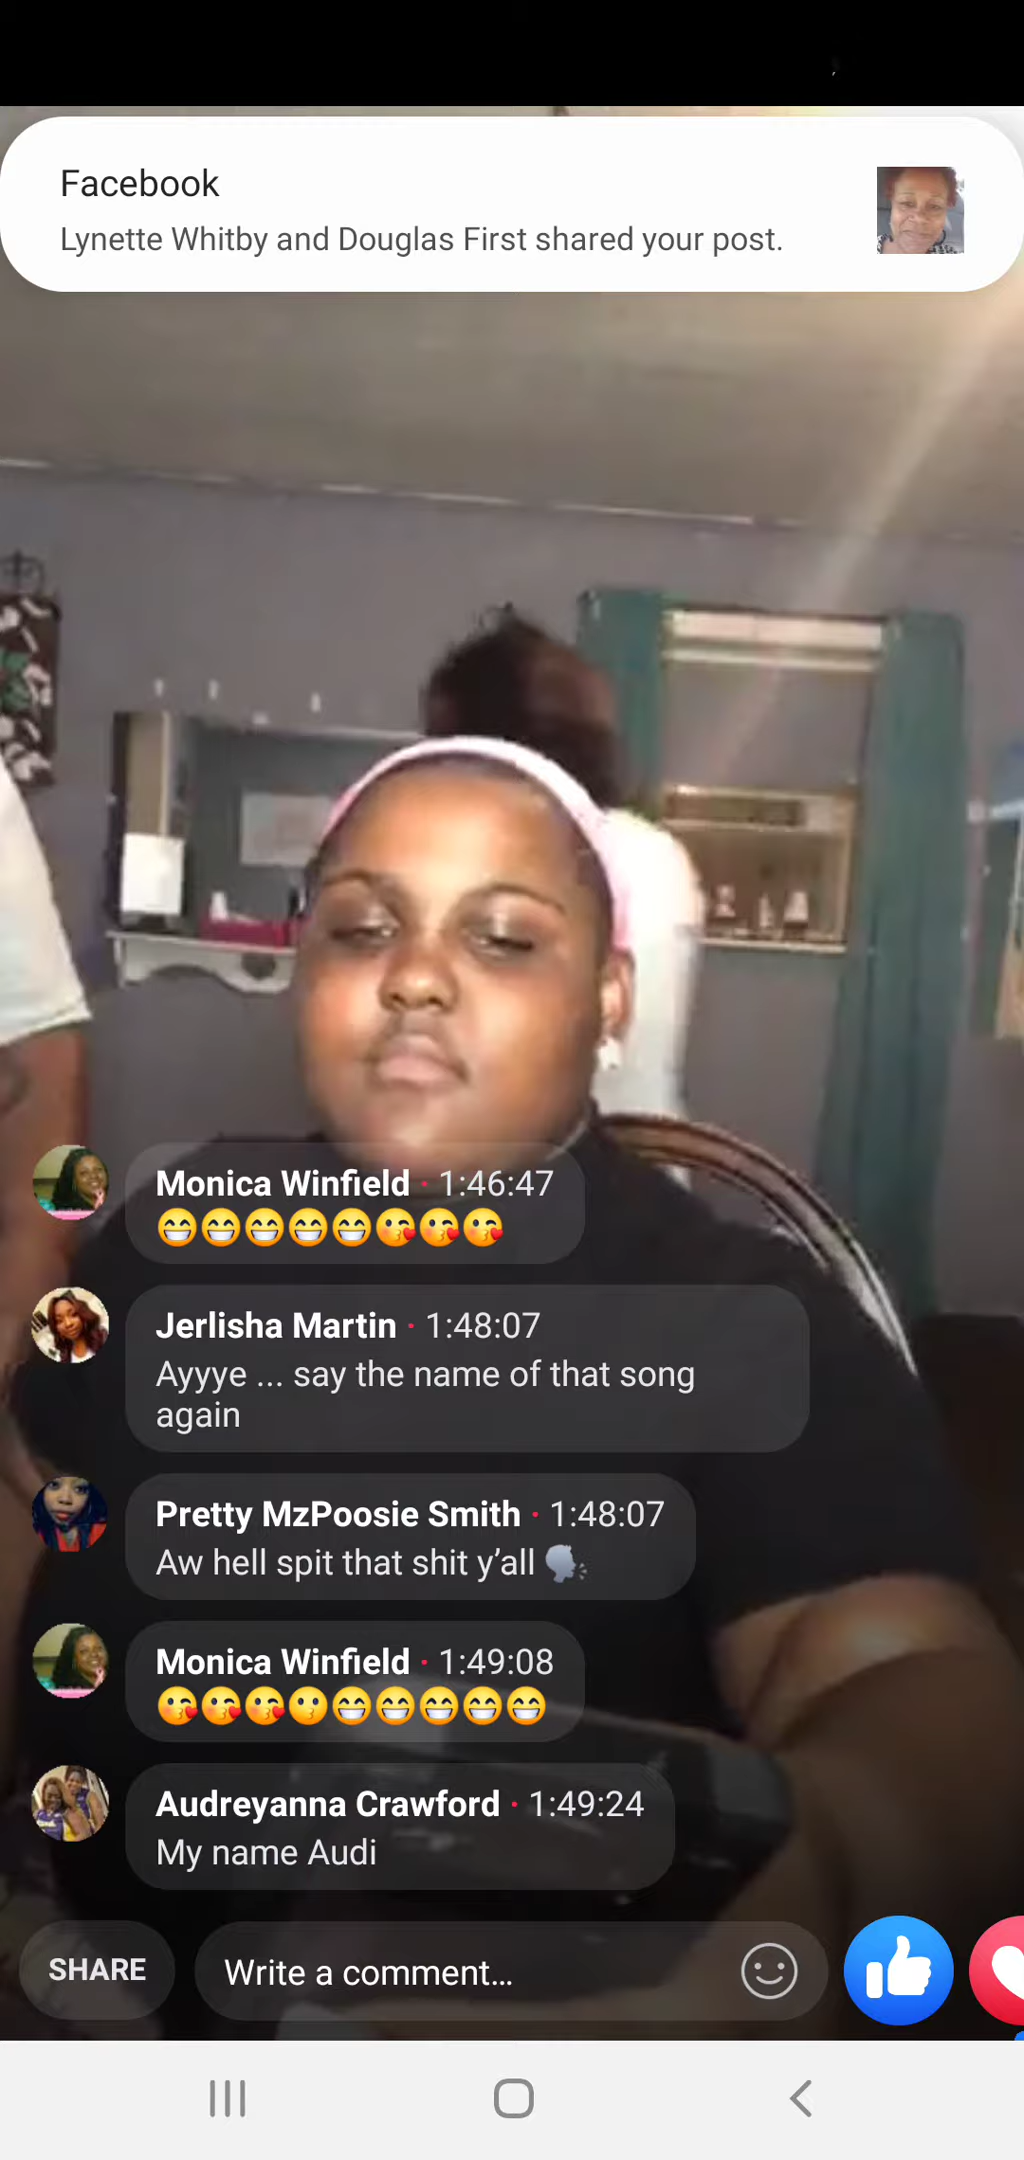 Facebook
Lynette Whitby and Douglas First shared your post.
Monica Winfield · 1:46:47
😁😁😁😁😁😘😘😘
Jerlisha Martin · 1:48:07
Ayyye ... say the name of that song
again
Pretty MzPoosie Smith · 1:48:07
Aw hell spit that shit y’all 🗣
Monica Winfield · 1:49:08
😘😘😘😗😁😁😁😁😁
Audreyanna Crawford · 1:49:24
My name Audi
SHARE
Write a comment...